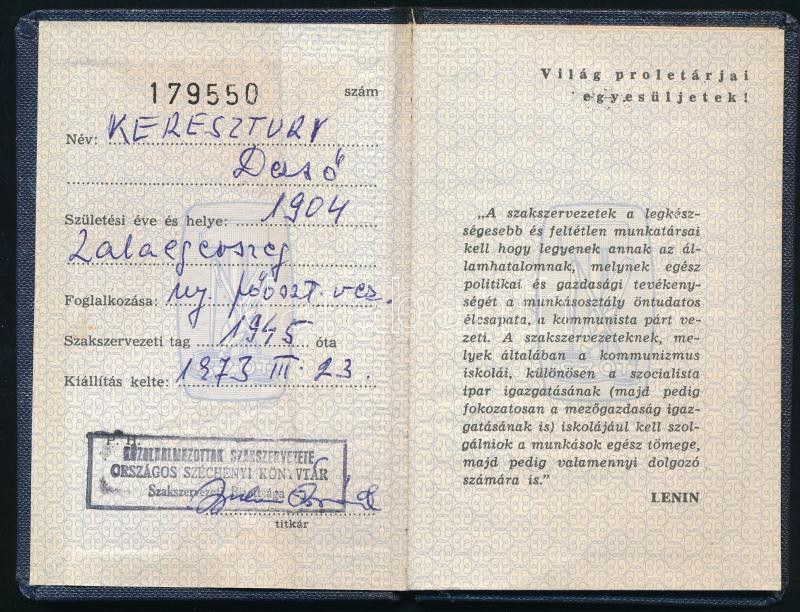 179550 szám
Név: KERESZTURY
Dezső
Születési éve és helye: 1904
Zalaegerszeg
Foglalkozása: ny főoszt. vez.
Szakszervezeti tag 1945 óta
Kiállítás kelte: 1973 III. 23.
P. H.
KÖZALKALMAZOTTAK SZAKSZERVEZETE
ORSZÁGOS SZÉCHÉNYI KÖNYVTÁR
Szakszervezeti
titkár
Világ proletárjai
egyesüljetek!
„A szakszervezetek a legkész-
ségesebb és feltétlen munkatársai
kell hogy legyenek annak az ál-
lamhatalomnak, melynek egész
politikai és gazdasági tevékeny-
ségét a munkásosztály öntudatos
élcsapata, a kommunista párt ve-
zeti. A szakszervezeteknek, me-
lyek általában a kommunizmus
iskolái, különösen a szocialista
ipar igazgatásának (majd pedig
fokozatosan a mezőgazdaság igaz-
gatásának is) iskolájául kell szol-
gálniok a munkások egész tömege,
majd pedig valamennyi dolgozó
számára is.”
LENIN